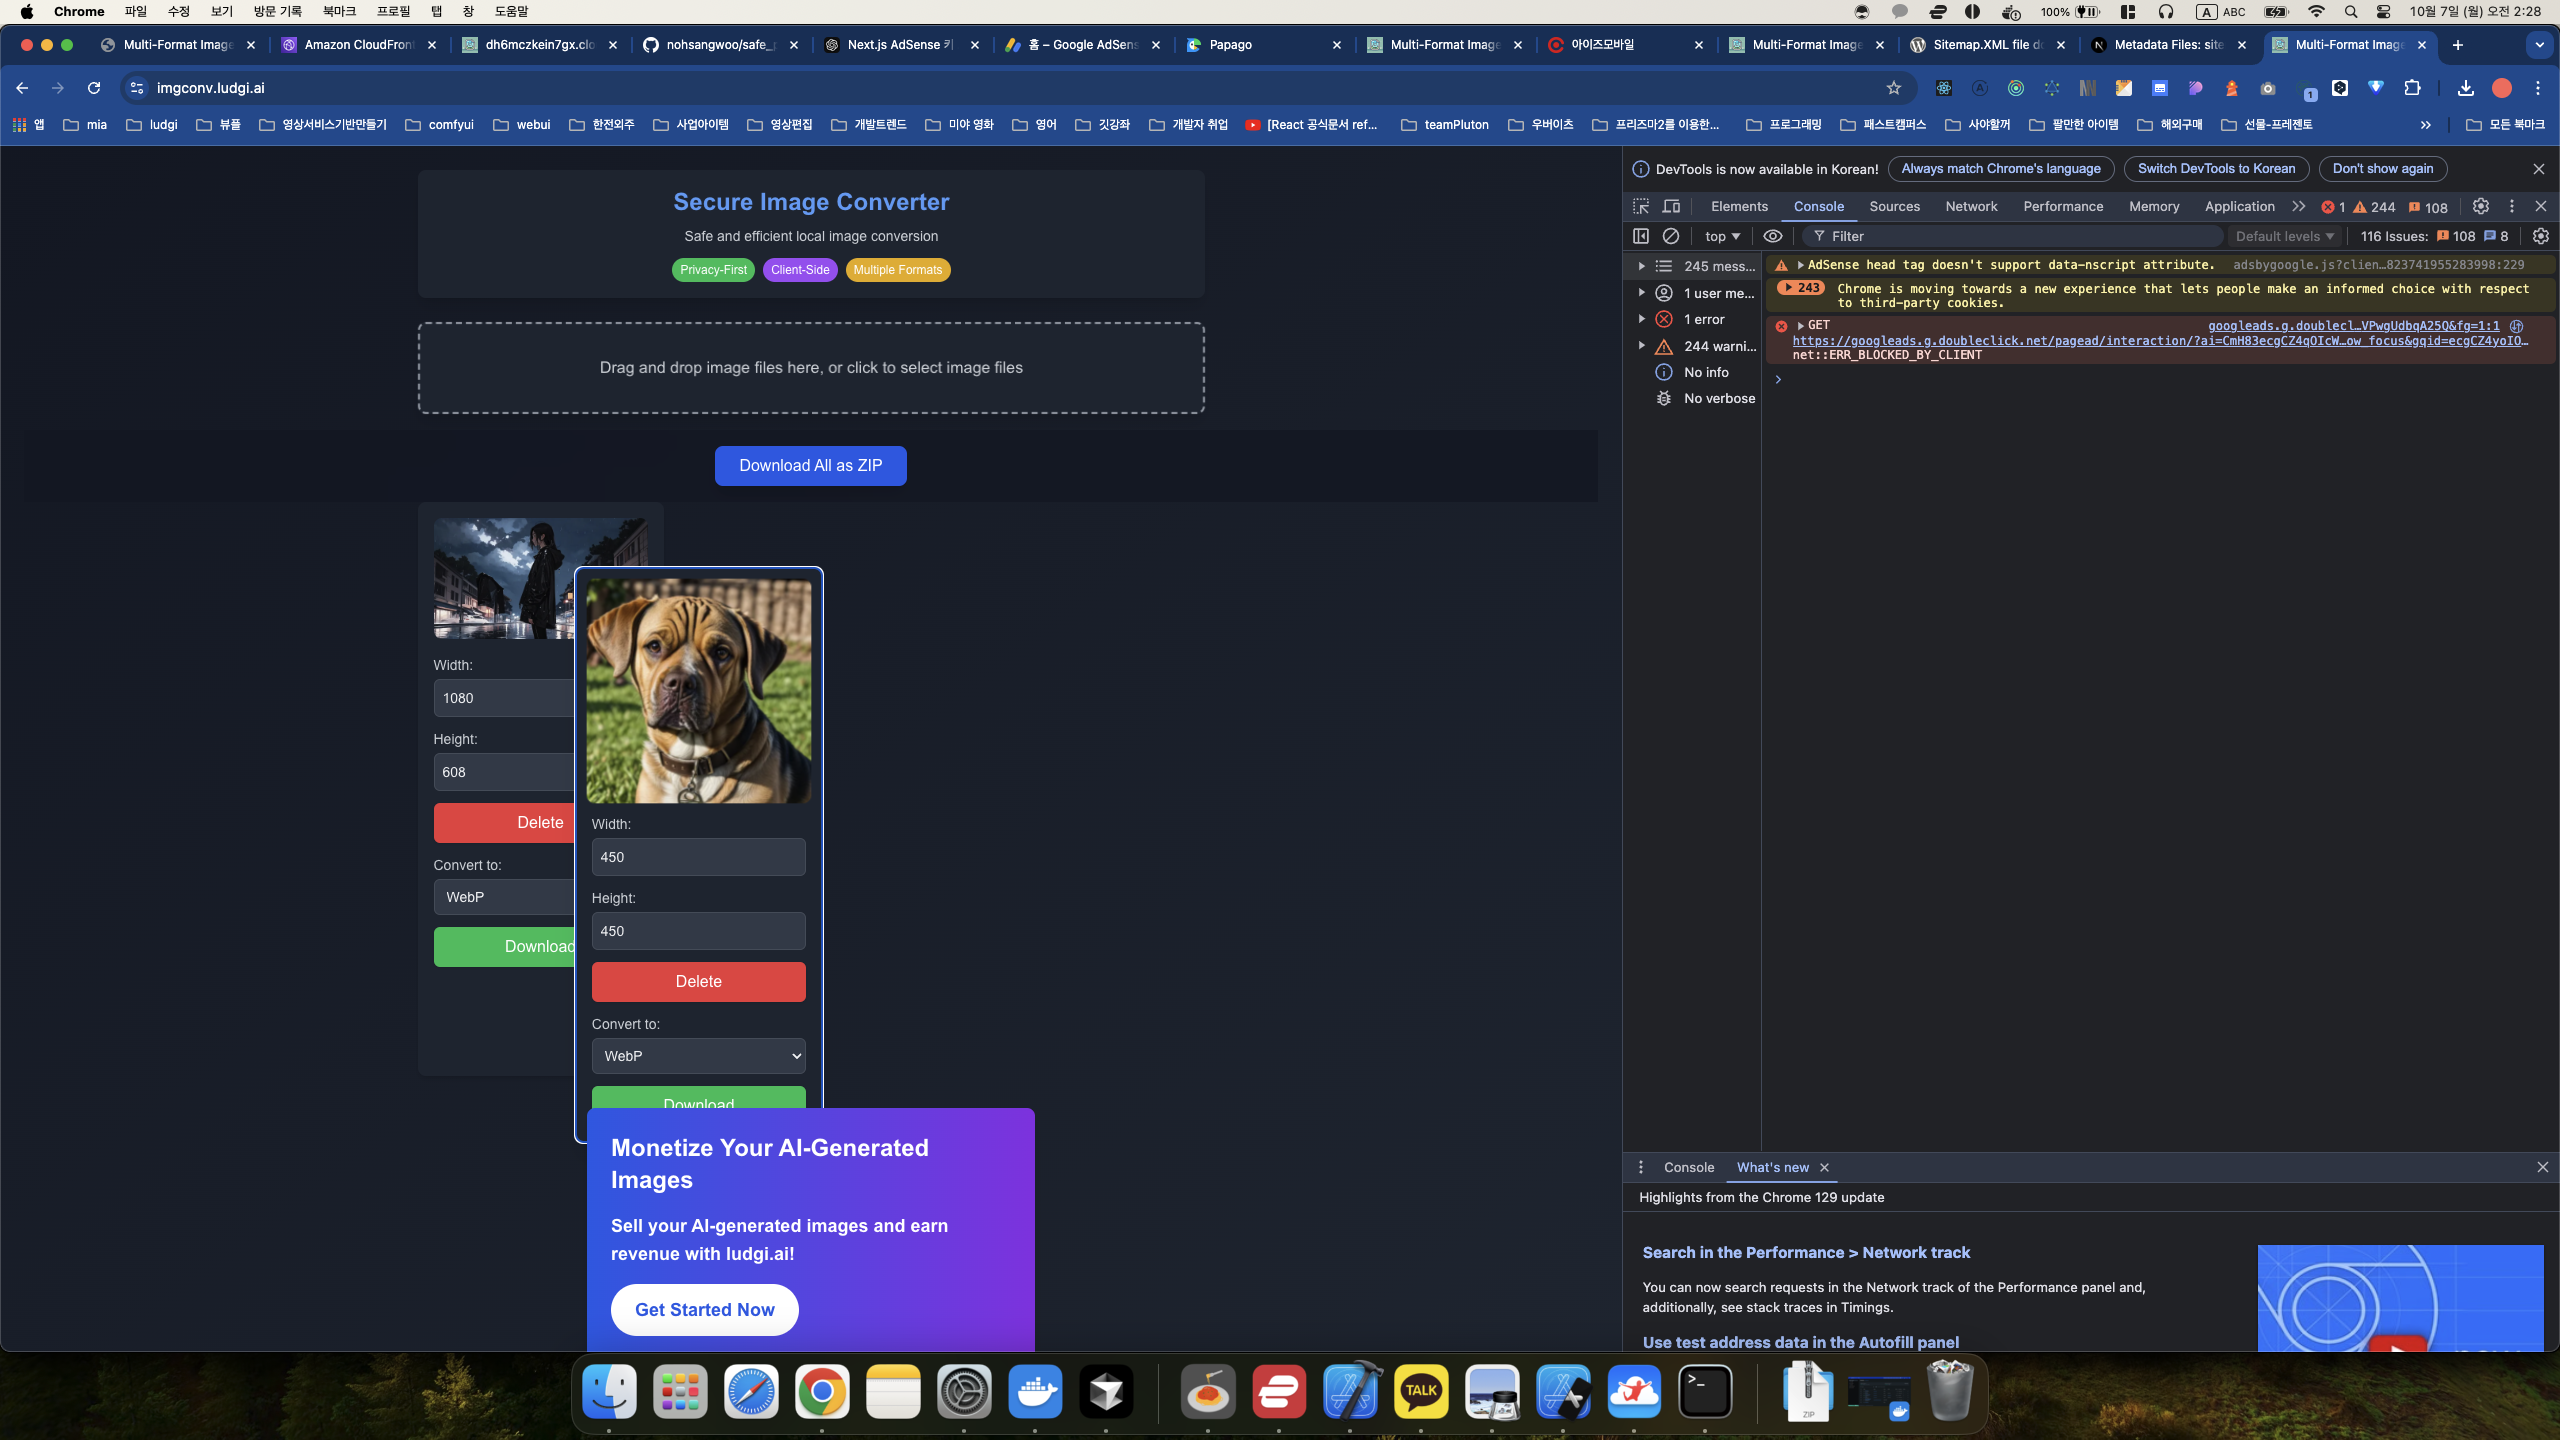 Chrome 파일 수정 보기 방문 기록 북마크 프로필 탭 창 도움말
100% A ABC 10월 7일 (월) 오전 2:28
Multi-Format Image
Amazon CloudFront
dh6mczkein7gx.clo
nohsangwoo/safe_p
Next.js AdSense 키
홈 – Google AdSens
Papago
Multi-Format Image
아이즈모바일
Multi-Format Image
Sitemap.XML file do
Metadata Files: site
Multi-Format Image
imgconv.ludgi.ai
1
앱 mia ludgi 뷰플 영상서비스기반만들기 comfyui webui 한전외주 사업아이템 영상편집 개발트렌드 미야 영화 영어 깃강좌 개발자 취업 [React 공식문서 ref... teamPluton 우버이츠 프리즈마2를 이용한... 프로그래밍 패스트캠퍼스 사야할꺼 팔만한 아이템 해외구매 선물-프레젠토 모든 북마크
Secure Image Converter
Safe and efficient local image conversion
Privacy-First Client-Side Multiple Formats
Drag and drop image files here, or click to select image files
Download All as ZIP
Width:
1080
Height:
608
Delete
Convert to:
WebP
Download
Width:
450
Height:
450
Delete
Convert to:
WebP
Download
Monetize Your AI-Generated
Images
Sell your AI-generated images and earn
revenue with ludgi.ai!
Get Started Now
DevTools is now available in Korean! Always match Chrome's language Switch DevTools to Korean Don't show again
Elements Console Sources Network Performance Memory Application 1 244 108
top Filter Default levels 116 Issues: 108 8
245 mess...
1 user me...
1 error
244 warni...
No info
No verbose
AdSense head tag doesn't support data-nscript attribute. adsbygoogle.js?clien…823741955283998:229
243 Chrome is moving towards a new experience that lets people make an informed choice with respect
to third-party cookies.
GET googleads.g.doublecl…VPwgUdbqA25Q&fg=1:1
https://googleads.g.doubleclick.net/pagead/interaction/?ai=CmH83ecgCZ4qOIcW…ow_focus&gqid=ecgCZ4yoIO…
net::ERR_BLOCKED_BY_CLIENT
Console What's new
Highlights from the Chrome 129 update
Search in the Performance > Network track
You can now search requests in the Network track of the Performance panel and,
additionally, see stack traces in Timings.
Use test address data in the Autofill panel
TALK
ZIP